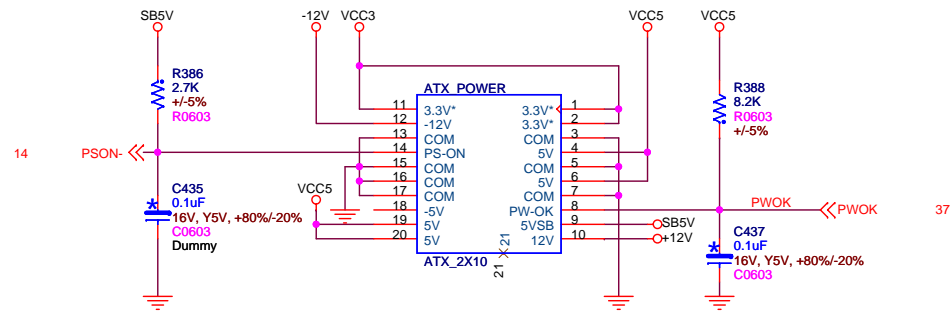 SB5V
-12V
VCC3
VCC5
VCC5
R386
2.7K
+/-5%
R0603
ATX_POWER
R388
8.2K
R0603
+/-5%
11 3.3V* 3.3V* 1
12 -12V 3.3V* 2
13 COM COM 3
14 PSON- 14 PS-ON 5V 4
15 COM COM 5
16 COM 5V 6
17 COM COM 7
18 -5V PW-OK 8 PWOK PWOK 37
19 5V 5VSB 9 SB5V
20 5V 12V 10 +12V
VCC5
C435
0.1uF
16V, Y5V, +80%/-20%
C0603
Dummy
ATX_2X10
21
21
C437
0.1uF
16V, Y5V, +80%/-20%
C0603